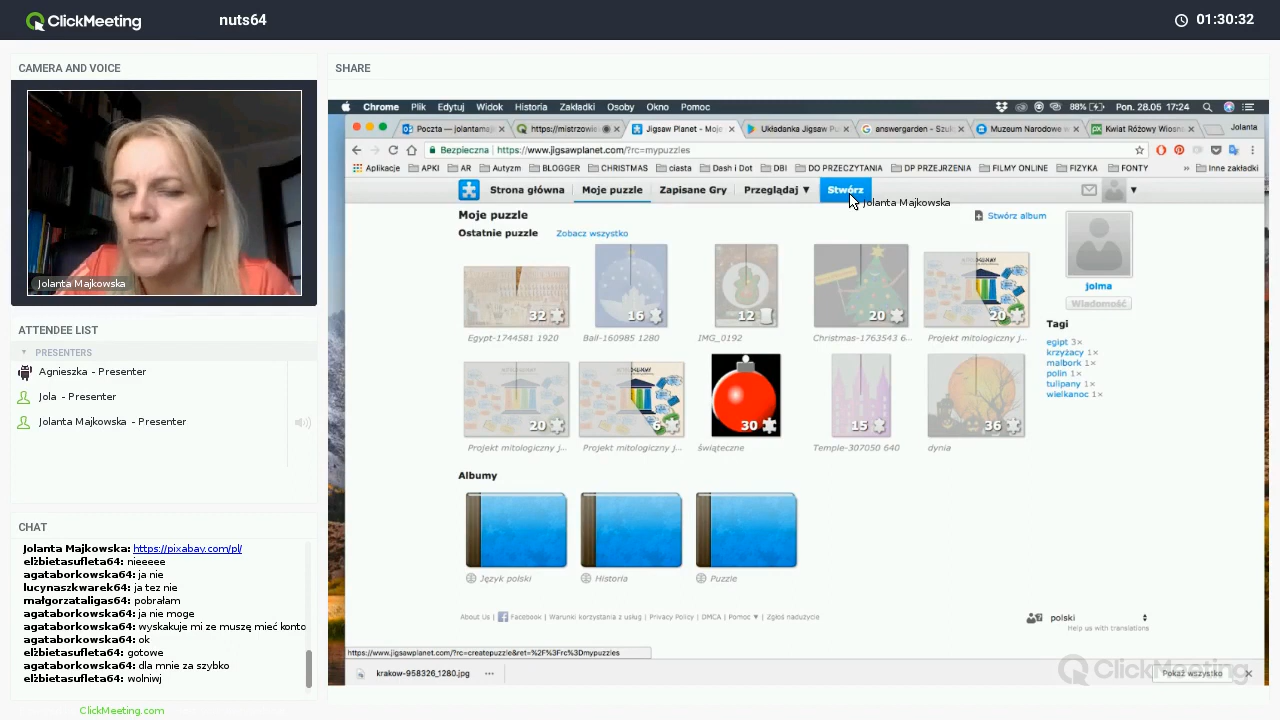 ClickMeeting
nuts64
01:30:32
CAMERA AND VOICE
Jolanta Majkowska
ATTENDEE LIST
PRESENTERS
Agnieszka - Presenter
Jola - Presenter
Jolanta Majkowska - Presenter
CHAT
Jolanta Majkowska: https://pixabay.com/pl/
elżbietasufleta64: nieeeee
agataborkowska64: ja nie
lucynaszkwarek64: ja tez nie
małgorzataligas64: pobrałam
agataborkowska64: ja nie moge
agataborkowska64: wyskakuje mi ze muszę mieć konto
agataborkowska64: ok
elżbietasufleta64: gotowe
agataborkowska64: dla mnie za szybko
elżbietasufleta64: wolniwj
ClickMeeting.com
SHARE
Chrome Plik Edytuj Widok Historia Zakładki Osoby Okno Pomoc 88% Pon. 28.05 17:24
Poczta — jolantamaj https://mistrzowie Jigsaw Planet - Moje Układanka Jigsaw Pu answergarden - Szuk Muzeum Narodowe w Kwiat Różowy Wiosna Jolanta
Bezpieczna https://www.jigsawplanet.com/?rc=mypuzzles
Aplikacje APKI AR Autyzm BLOGGER CHRISTMAS ciasta Dash i Dot DBI DO PRZECZYTANIA DP PRZEJRZENIA FILMY ONLINE FIZYKA FONTY » Inne zakładki
Strona główna Moje puzzle Zapisane Gry Przeglądaj Stwórz
Jolanta Majkowska
Moje puzzle
Stwórz album
Ostatnie puzzle Zobacz wszystko
32 16 12 20 20
Egypt-1744581 1920 Ball-160985 1280 IMG_0192 Christmas-1763543 6... Projekt mitologiczny j...
20 6 30 15 36
Projekt mitologiczny j... Projekt mitologiczny j... świąteczne Temple-307050 640 dynia
jolma
Wiadomość
Tagi
egipt 3×
krzyżacy 1×
malbork 1×
polin 1×
tulipany 1×
wielkanoc 1×
Albumy
Język polski Historia Puzzle
About Us | Facebook | Warunki korzystania z usług | Privacy Policy | DMCA | Pomoc | Zgłoś nadużycie
polski
Help us with translations
https://www.jigsawplanet.com/?rc=createpuzzle&ret=%2F%3Frc%3Dmypuzzles
krakow-958326_1280.jpg
Pokaż wszystko
ClickMeeting